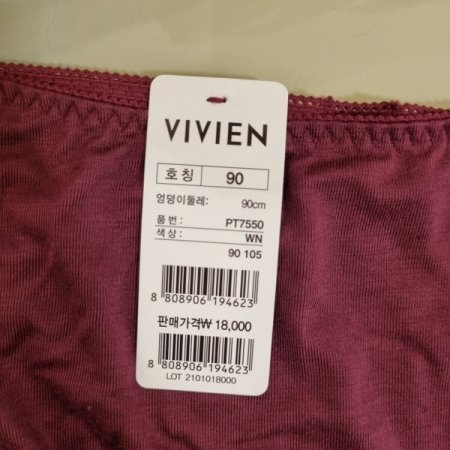 VIVIEN
호칭 90
엉덩이둘레: 90cm
품번: PT7550
색상: WN
90 105
8 808906 194623
판매가격₩ 18,000
8 808906 194623
LOT 2101018000